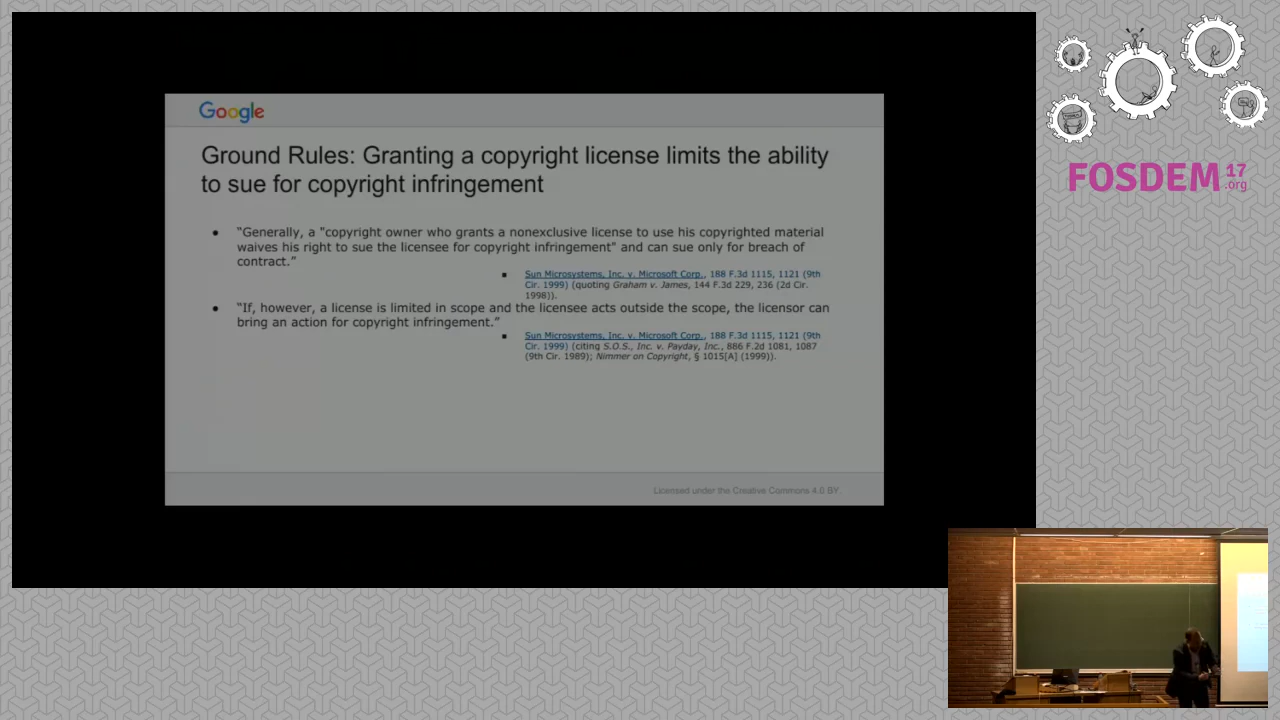 Google
Ground Rules: Granting a copyright license limits the ability
to sue for copyright infringement
● "Generally, a "copyright owner who grants a nonexclusive license to use his copyrighted material
waives his right to sue the licensee for copyright infringement" and can sue only for breach of
contract."
▪ Sun Microsystems, Inc. v. Microsoft Corp., 188 F.3d 1115, 1121 (9th
Cir. 1999) (quoting Graham v. James, 144 F.3d 229, 236 (2d Cir.
1998)).
● "If, however, a license is limited in scope and the licensee acts outside the scope, the licensor can
bring an action for copyright infringement."
▪ Sun Microsystems, Inc. v. Microsoft Corp., 188 F.3d 1115, 1121 (9th
Cir. 1999) (citing S.O.S., Inc. v. Payday, Inc., 886 F.2d 1081, 1087
(9th Cir. 1989); Nimmer on Copyright, § 1015[A] (1999)).
Licensed under the Creative Commons 4.0 BY.
FOSDEM 17
.org